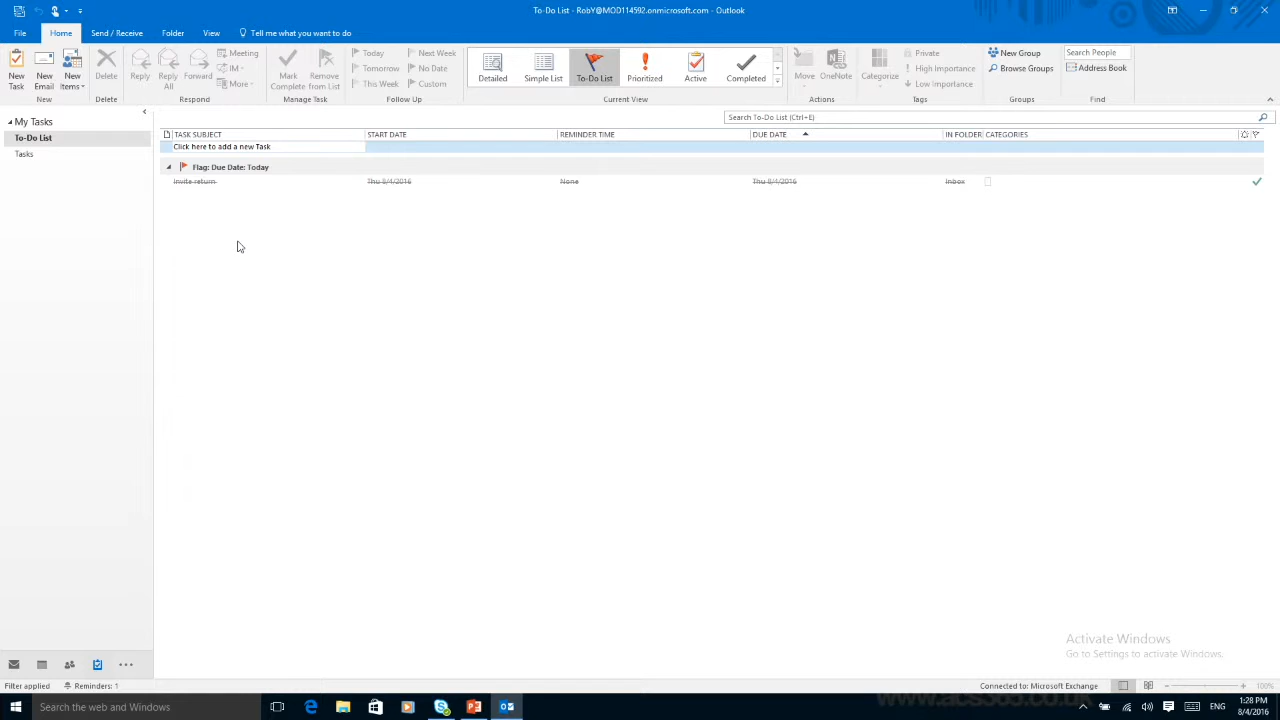 To-Do List - RobY@MOD114592.onmicrosoft.com - Outlook
File Home Send / Receive Folder View Tell me what you want to do
New Task New Email New Items
New
Delete
Delete
Reply Reply All Forward Meeting IM More
Respond
Mark Complete Remove from List
Manage Task
Today Next Week
Tomorrow No Date
This Week Custom
Follow Up
Detailed Simple List To-Do List Prioritized Active Completed
Current View
Move OneNote
Actions
Categorize Private
High Importance
Low Importance
Tags
New Group
Browse Groups
Groups
Search People
Address Book
Find
My Tasks
To-Do List
Tasks
Search To-Do List (Ctrl+E)
TASK SUBJECT START DATE REMINDER TIME DUE DATE IN FOLDER CATEGORIES
Click here to add a new Task
Flag: Due Date: Today
Invite return Thu 8/4/2016 None Thu 8/4/2016 Inbox
Activate Windows
Go to Settings to activate Windows.
Filter applied Reminders: 1 Connected to: Microsoft Exchange 100%
Search the web and Windows
ENG
1:28 PM
8/4/2016